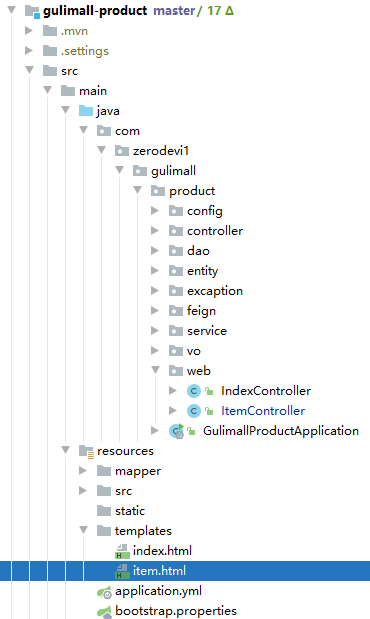 gulimall-product master / 17 Δ
.mvn
.settings
src
main
java
com
zerodevi1
gulimall
product
config
controller
dao
entity
excaption
feign
service
vo
web
IndexController
ItemController
GulimallProductApplication
resources
mapper
src
static
templates
index.html
item.html
application.yml
bootstrap.properties